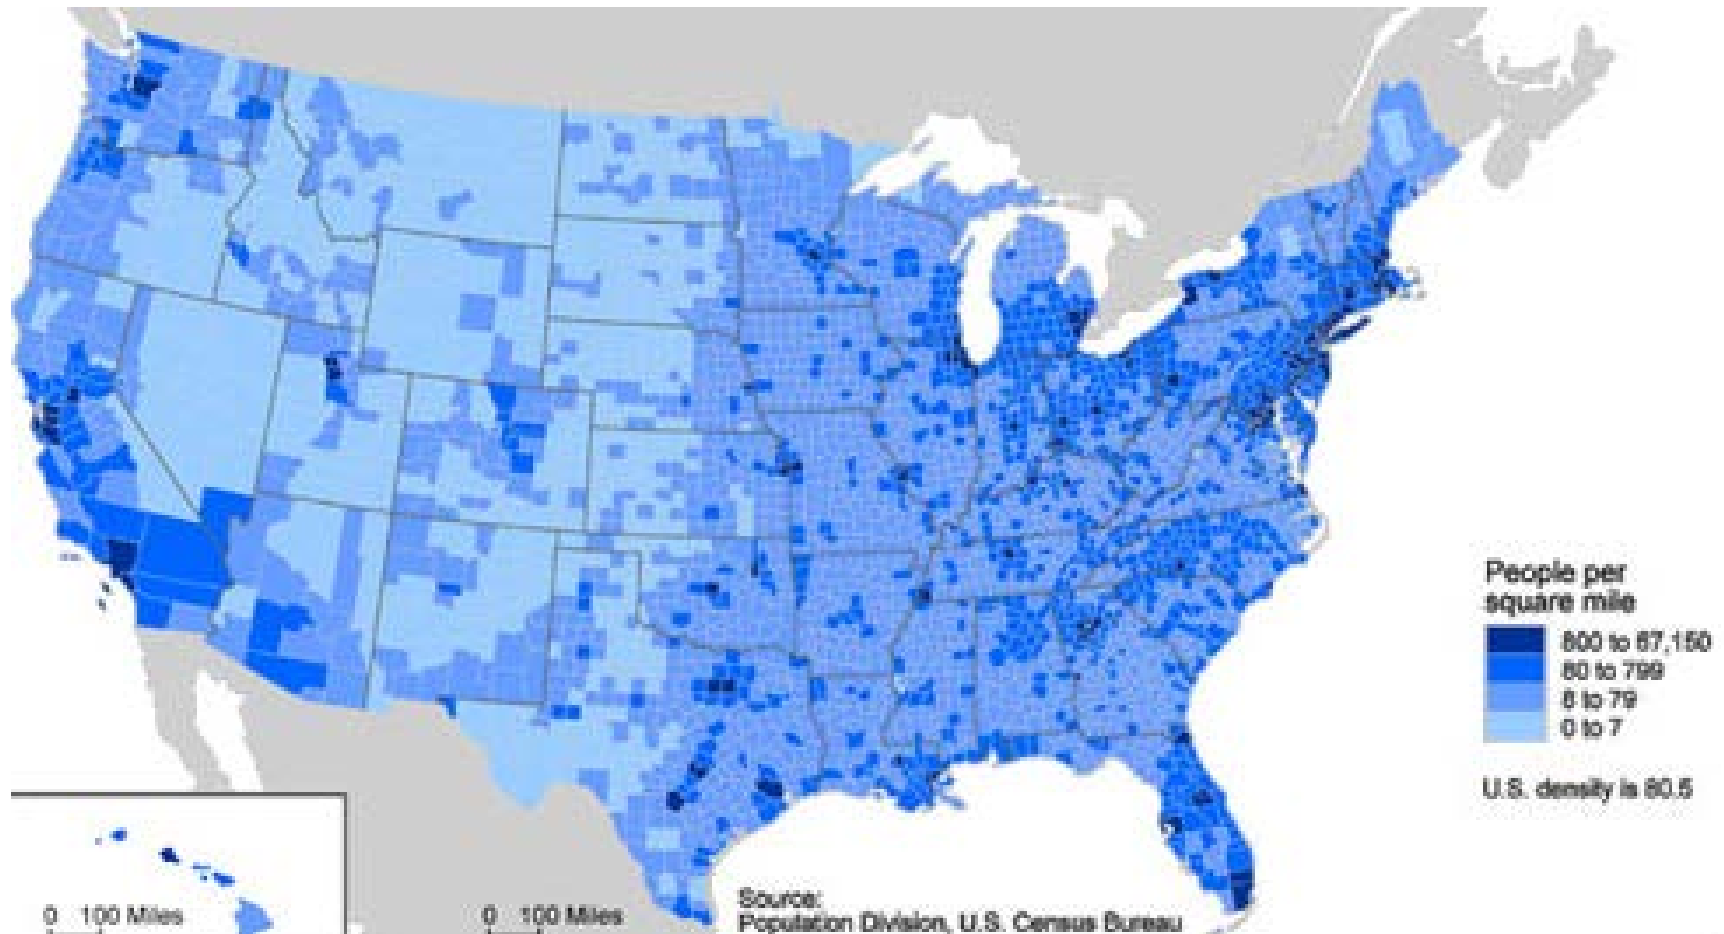 People per
square mile
800 to 67,150
80 to 799
8 to 79
0 to 7
U.S. density is 80.5
0 100 Miles
0 100 Miles
Source:
Population Division, U.S. Census Bureau